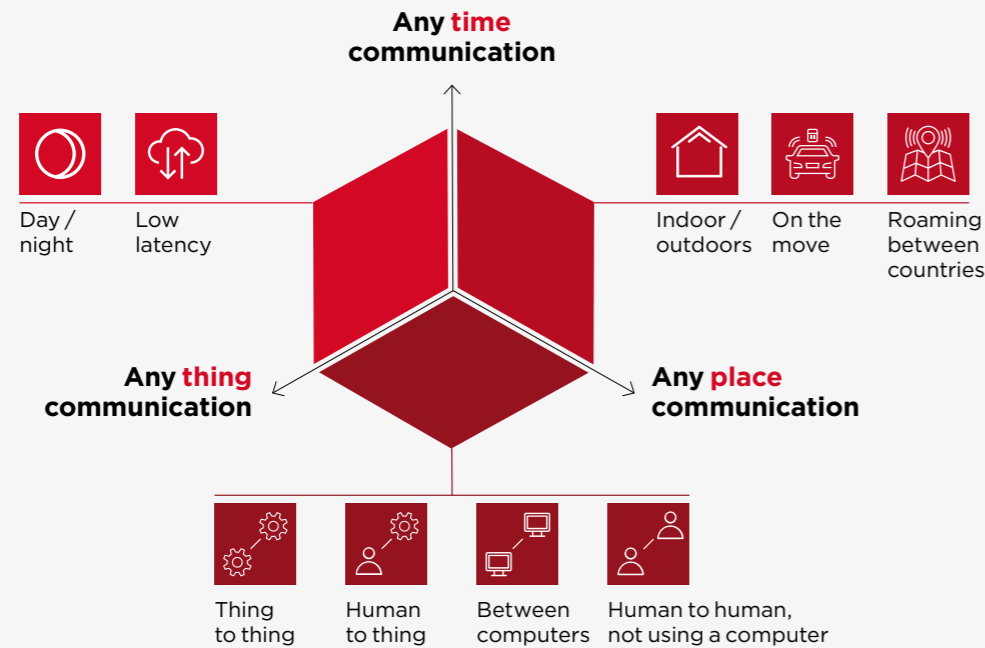 Any time
communication
Day /
night
Low
latency
Indoor /
outdoors
On the
move
Roaming
between
countries
Any thing
communication
Any place
communication
Thing
to thing
Human
to thing
Between
computers
Human to human,
not using a computer